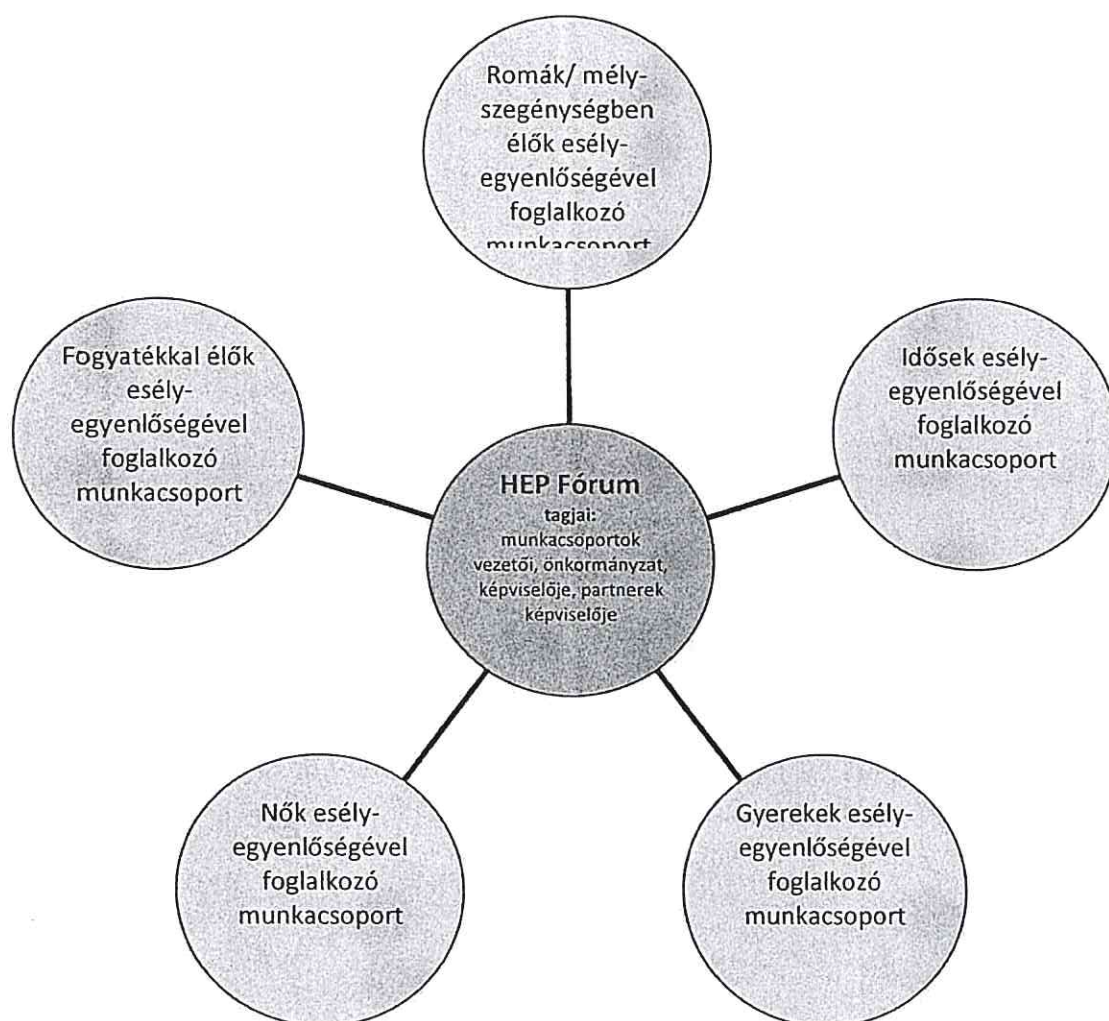 Romák/ mély-
szegénységben
élők esély-
egyenlőségével
foglalkozó
munkacsoport
Fogyatékkal élők
esély-
egyenlőségével
foglalkozó
munkacsoport
Idősek esély-
egyenlőségével
foglalkozó
munkacsoport
HEP Fórum
tagjai:
munkacsoportok
vezetői, önkormányzat,
képviselője, partnerek
képviselője
Nők esély-
egyenlőségével
foglalkozó
munkacsoport
Gyerekek esély-
egyenlőségével
foglalkozó
munkacsoport